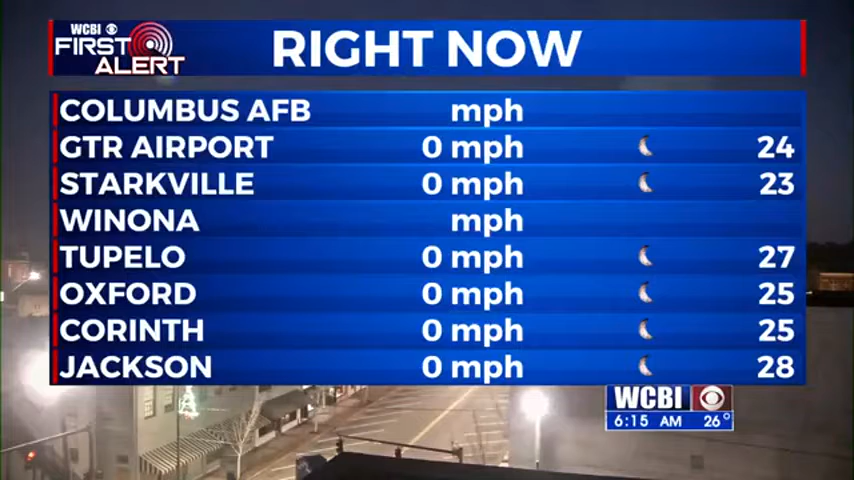 WCBI
FIRST
ALERT
RIGHT NOW
COLUMBUS AFB mph
GTR AIRPORT 0 mph 24
STARKVILLE 0 mph 23
WINONA mph
TUPELO 0 mph 27
OXFORD 0 mph 25
CORINTH 0 mph 25
JACKSON 0 mph 28
WCBI
6:15 AM 26°